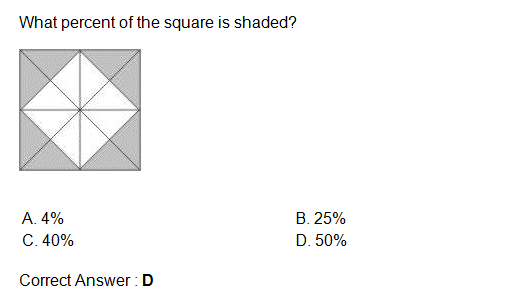 What percent of the square is shaded?
A. 4% B. 25%
C. 40% D. 50%
Correct Answer : D